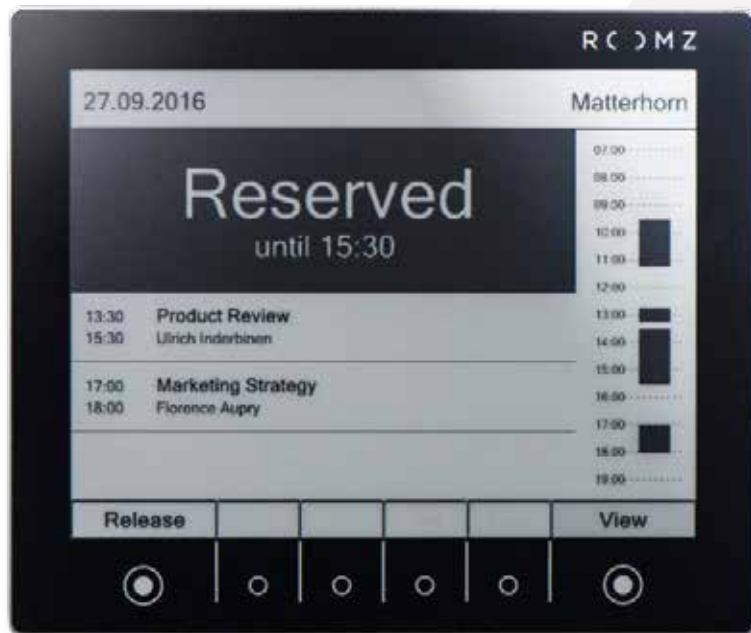 ROOMZ
27.09.2016 Matterhorn
Reserved
until 15:30
13:30 Product Review
15:30 Ulrich Inderbinen
17:00 Marketing Strategy
18:00 Florence Aupry
07:00
08:00
09:00
10:00
11:00
12:00
13:00
14:00
15:00
16:00
17:00
18:00
19:00
Release View